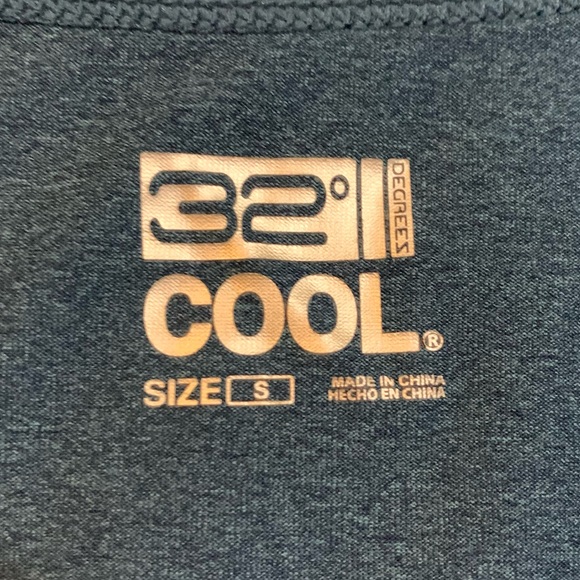 32° DEGREES
COOL®
SIZE S
MADE IN CHINA
HECHO EN CHINA